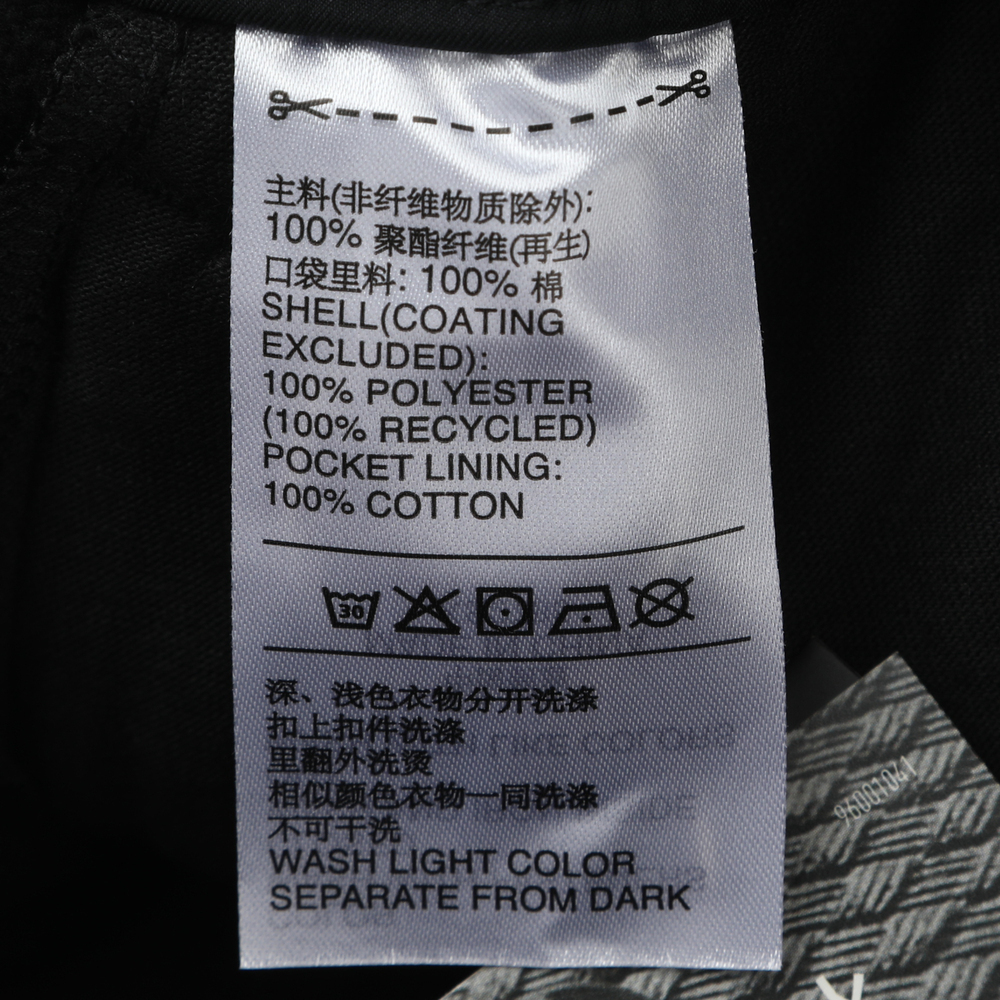 主料(非纤维物质除外):
100% 聚酯纤维(再生)
口袋里料: 100% 棉
SHELL(COATING
EXCLUDED):
100% POLYESTER
(100% RECYCLED)
POCKET LINING:
100% COTTON
30
深、浅色衣物分开洗涤
扣上扣件洗涤
里翻外洗烫
相似颜色衣物一同洗涤
不可干洗
WASH LIGHT COLOR
SEPARATE FROM DARK
96001041